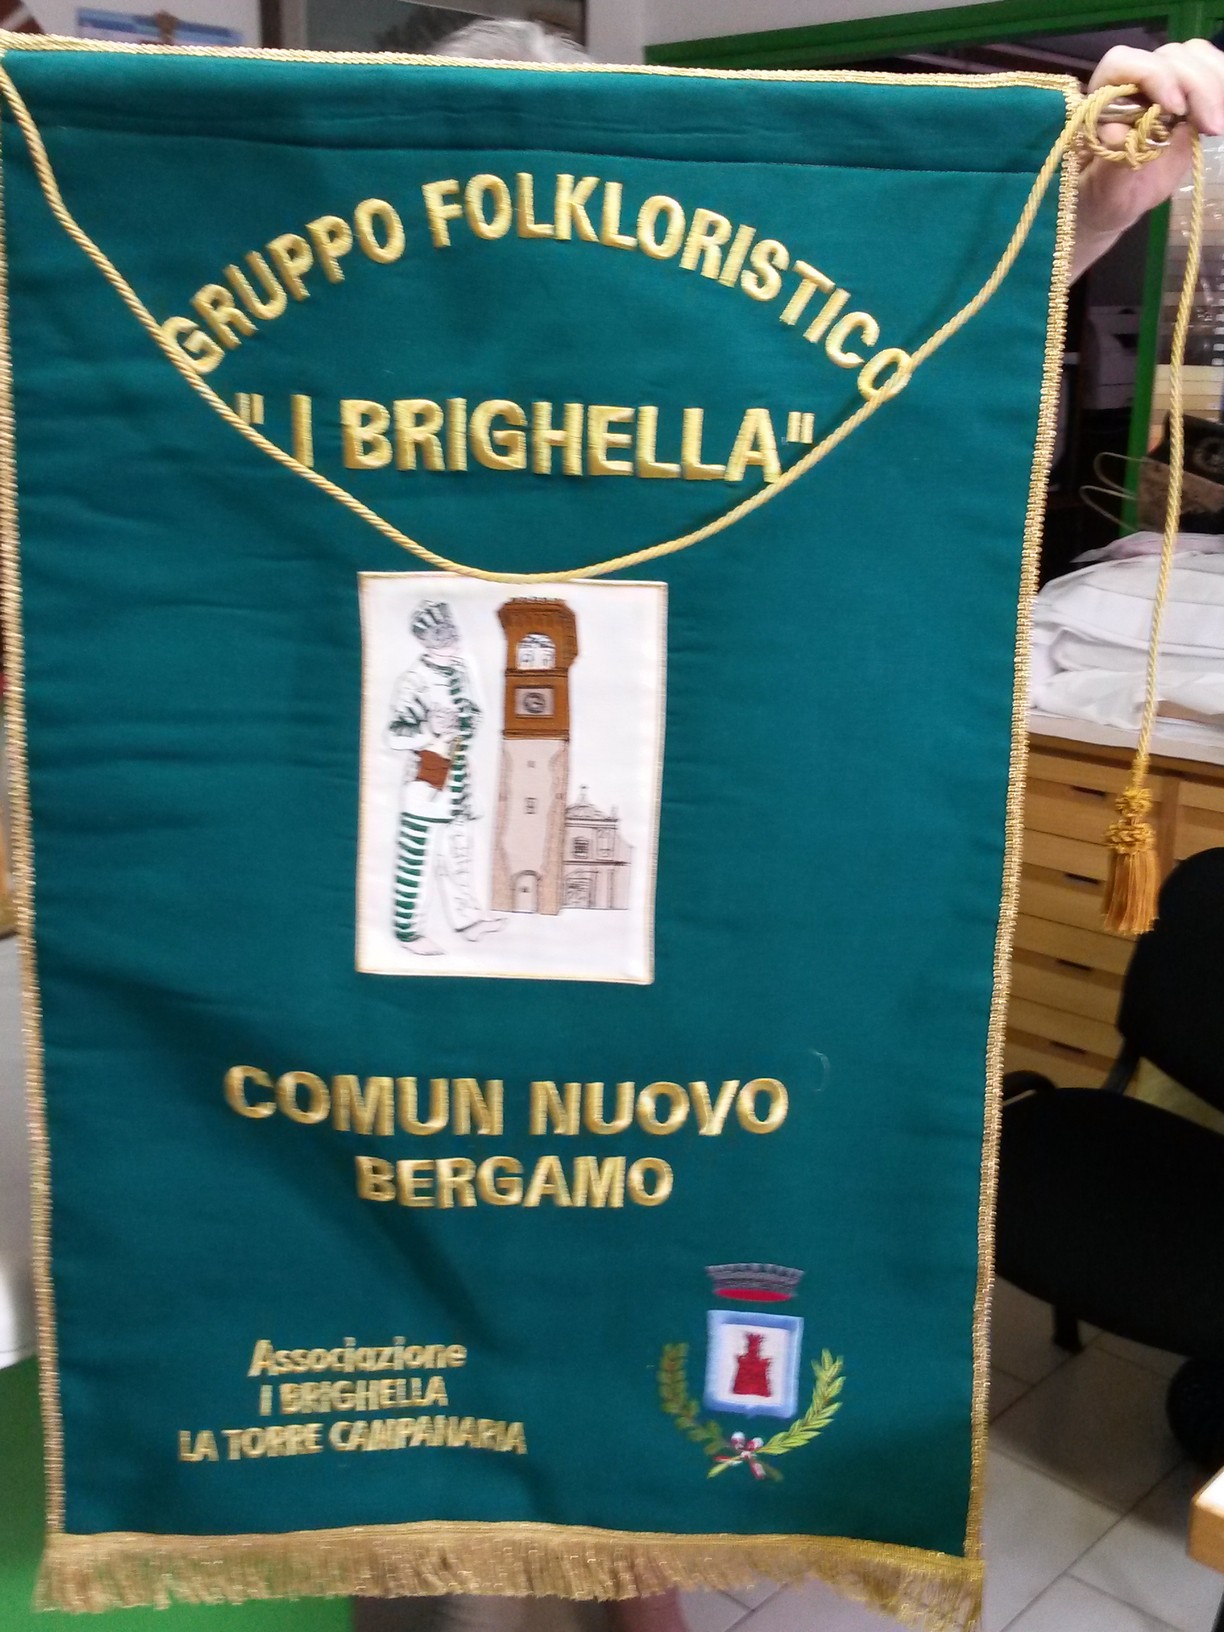 GRUPPO FOLKLORISTICO
"I BRIGHELLA"
COMUN NUOVO
BERGAMO
Associazione
I BRIGHELLA
LA TORRE CAMPANARIA